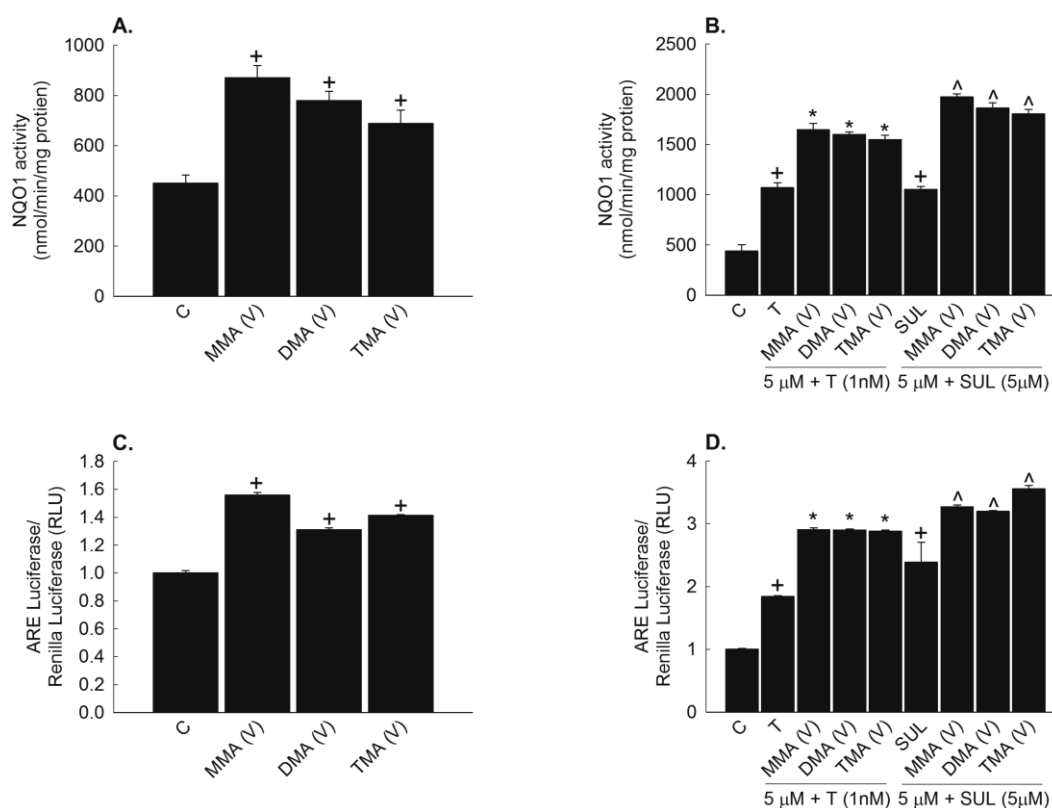 A.
NQO1 activity
(nmol/min/mg protien)
1000
800
600
400
200
0
+
+
+
C
MMA (V)
DMA (V)
TMA (V)
B.
NQO1 activity
(nmol/min/mg protien)
2500
2000
1500
1000
500
0
+
*
*
*
+
^
^
^
C
T
MMA (V)
DMA (V)
TMA (V)
SUL
MMA (V)
DMA (V)
TMA (V)
5 μM + T (1nM)
5 μM + SUL (5μM)
C.
ARE Luciferase/
Renilla Luciferase (RLU)
1.8
1.6
1.4
1.2
1.0
0.8
0.6
0.4
0.2
0.0
+
+
+
C
MMA (V)
DMA (V)
TMA (V)
D.
ARE Luciferase/
Renilla Luciferase (RLU)
4
3
2
1
0
+
*
*
*
+
^
^
^
C
T
MMA (V)
DMA (V)
TMA (V)
SUL
MMA (V)
DMA (V)
TMA (V)
5 μM + T (1nM)
5 μM + SUL (5μM)